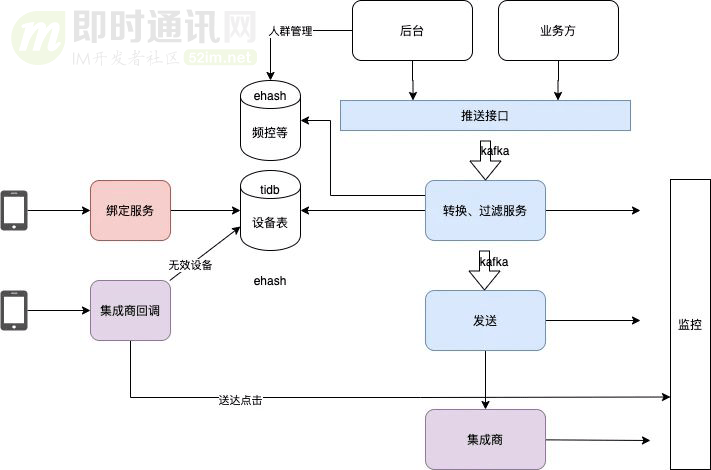 即时通讯网
IM开发者社区 52im.net
人群管理
后台
业务方
ehash
频控等
推送接口
kafka
tidb
设备表
绑定服务
转换、过滤服务
无效设备
kafka
ehash
集成商回调
发送
监控
送达点击
集成商